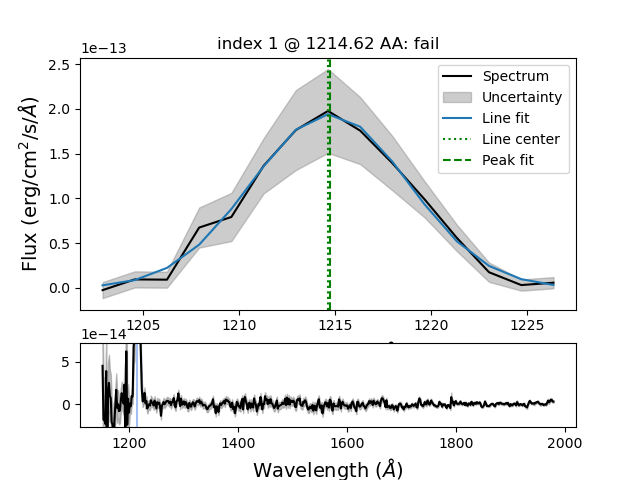 index 1 @ 1214.62 AA: fail
1e−13
2.5
2.0
1.5
1.0
0.5
0.0
Flux (erg/cm²/s/Å)
Spectrum
Uncertainty
Line fit
Line center
Peak fit
1205 1210 1215 1220 1225
1e−14
5
0
1200 1400 1600 1800 2000
Wavelength (Å)